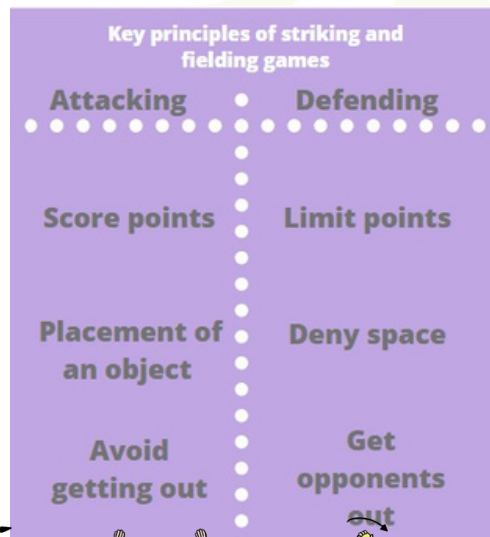 Key principles of striking and
fielding games
Attacking Defending
Score points Limit points
Placement of
an object
Deny space
Avoid
getting out
Get
opponents
out